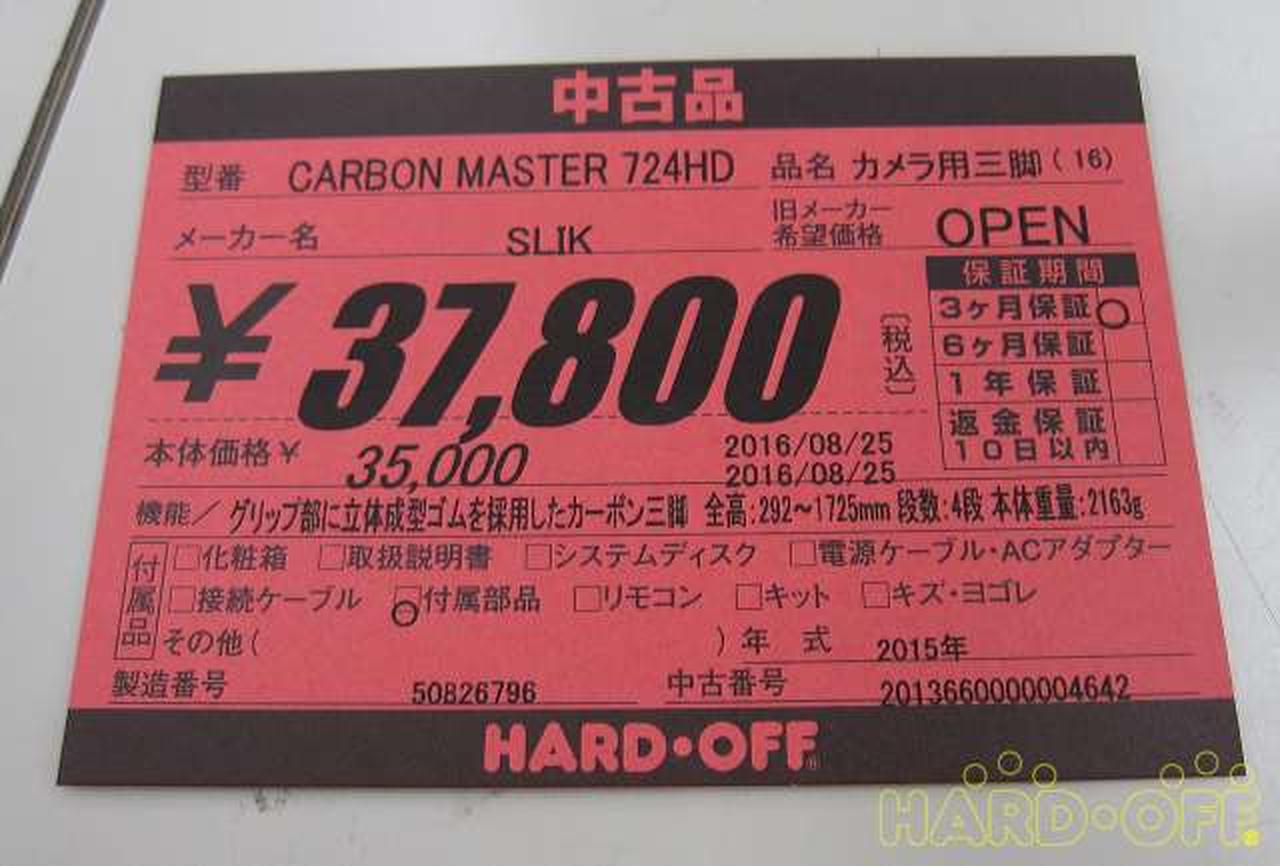 中古品
型番 CARBON MASTER 724HD 品名 カメラ用三脚(16)
メーカー名 SLIK 旧メーカー希望価格 OPEN
¥37,800 〔税込〕
保証期間
3ヶ月保証 ○
6ヶ月保証
1年保証
返金保証
10日以内
本体価格¥ 35,000
2016/08/25
2016/08/25
機能/ グリップ部に立体成型ゴムを採用したカーボン三脚 全高:292～1725mm 段数:4段 本体重量:2163g
付属品
□化粧箱 □取扱説明書 □システムディスク □電源ケーブル・ACアダプター
□接続ケーブル □付属部品 □リモコン □キット □キズ・ヨゴレ
その他( ) 年式 2015年
製造番号 50826796 中古番号 2013660000004642
HARD・OFF®
HARD・OFF®